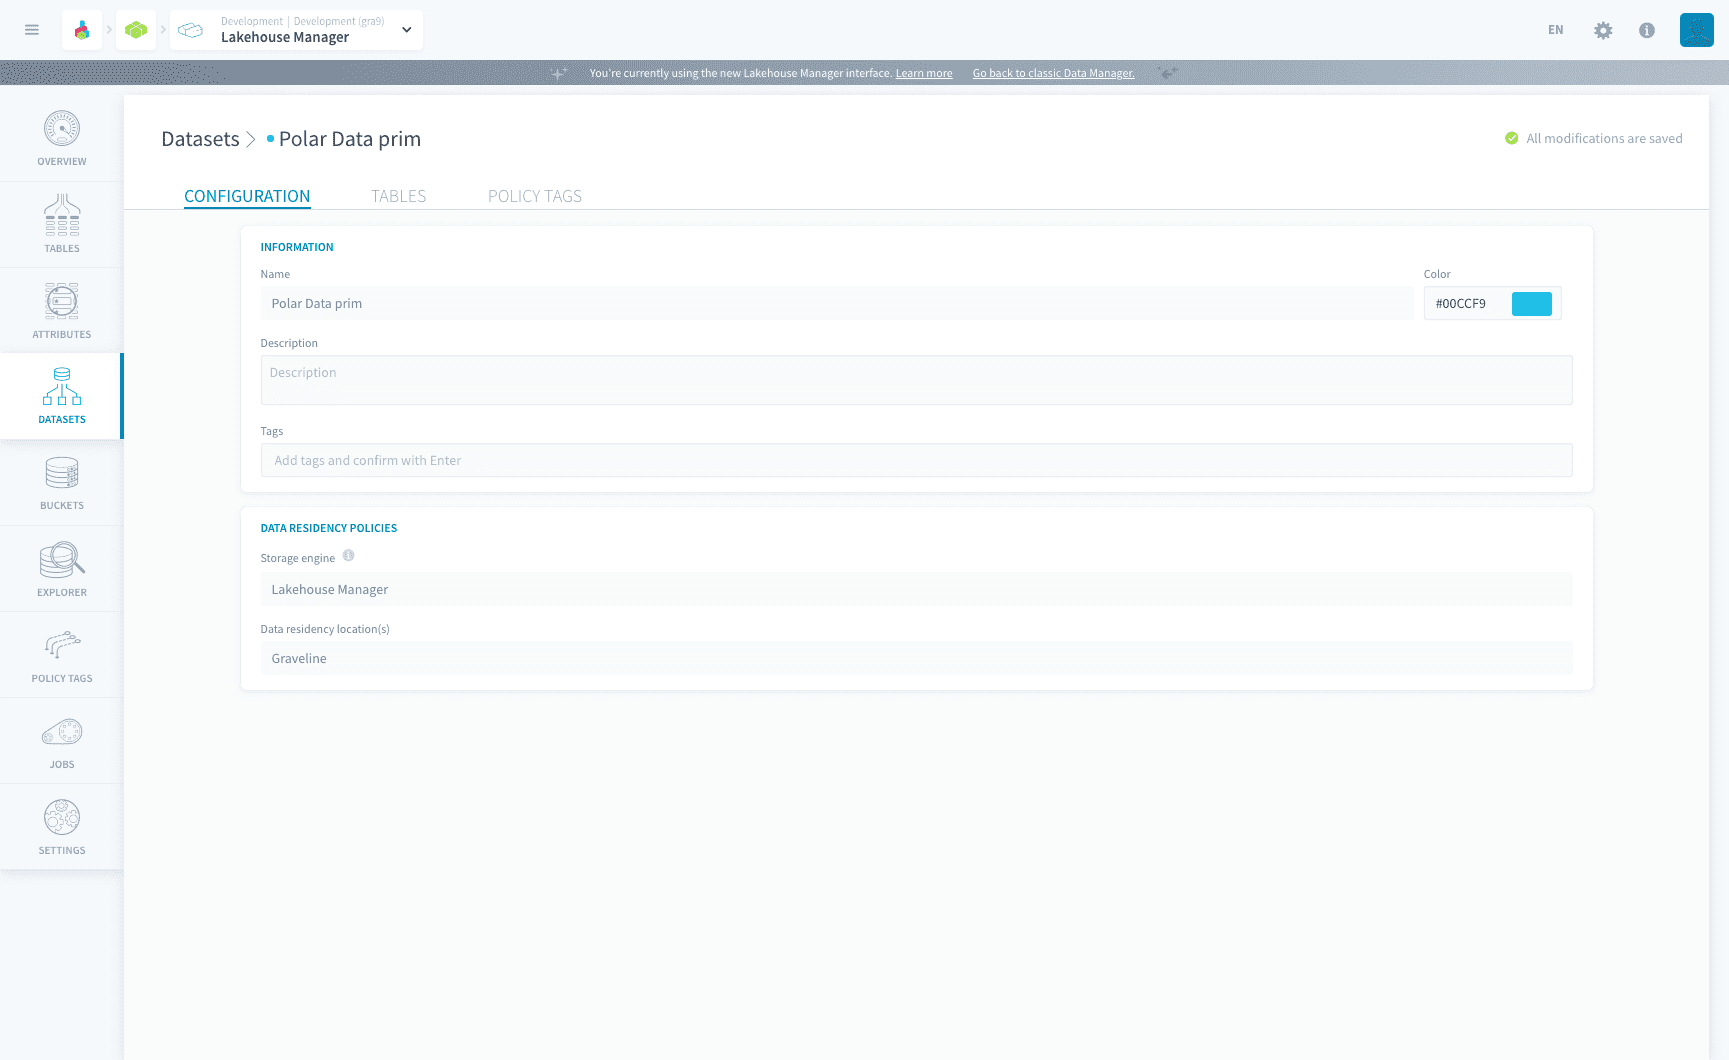 Development | Development (gra9)
Lakehouse Manager
EN
You're currently using the new Lakehouse Manager interface. Learn more Go back to classic Data Manager.
OVERVIEW
TABLES
ATTRIBUTES
DATASETS
BUCKETS
EXPLORER
POLICY TAGS
JOBS
SETTINGS
Datasets > • Polar Data prim
All modifications are saved
CONFIGURATION TABLES POLICY TAGS
INFORMATION
Name
Polar Data prim
Color
#00CCF9
Description
Description
Tags
Add tags and confirm with Enter
DATA RESIDENCY POLICIES
Storage engine
Lakehouse Manager
Data residency location(s)
Graveline